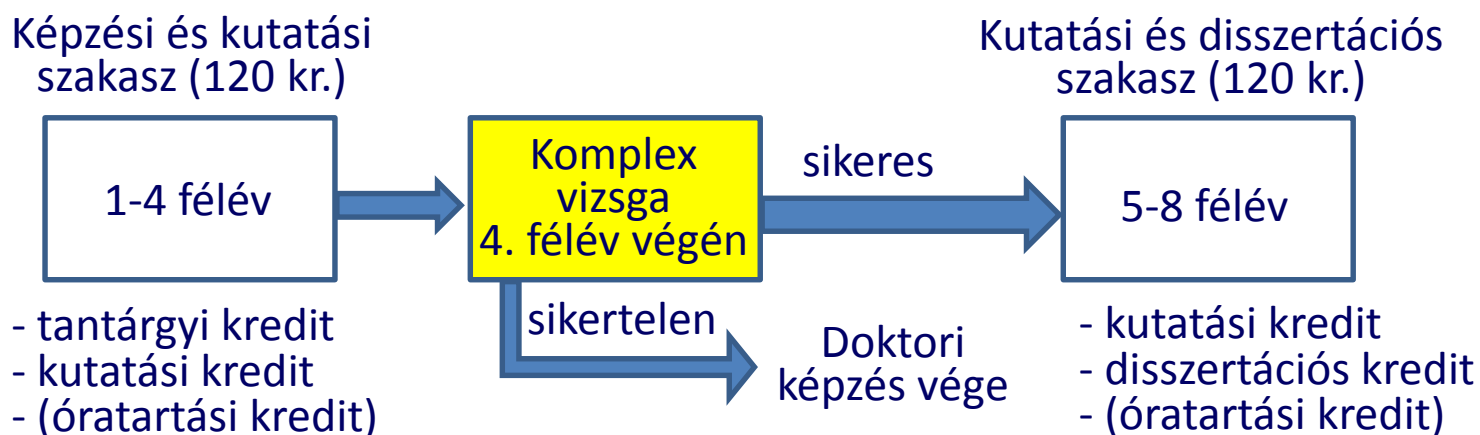 Képzési és kutatási
szakasz (120 kr.)
1-4 félév
- tantárgyi kredit
- kutatási kredit
- (óratartási kredit)
Komplex
vizsga
4. félév végén
sikeres
sikertelen
Doktori
képzés vége
Kutatási és disszertációs
szakasz (120 kr.)
5-8 félév
- kutatási kredit
- disszertációs kredit
- (óratartási kredit)